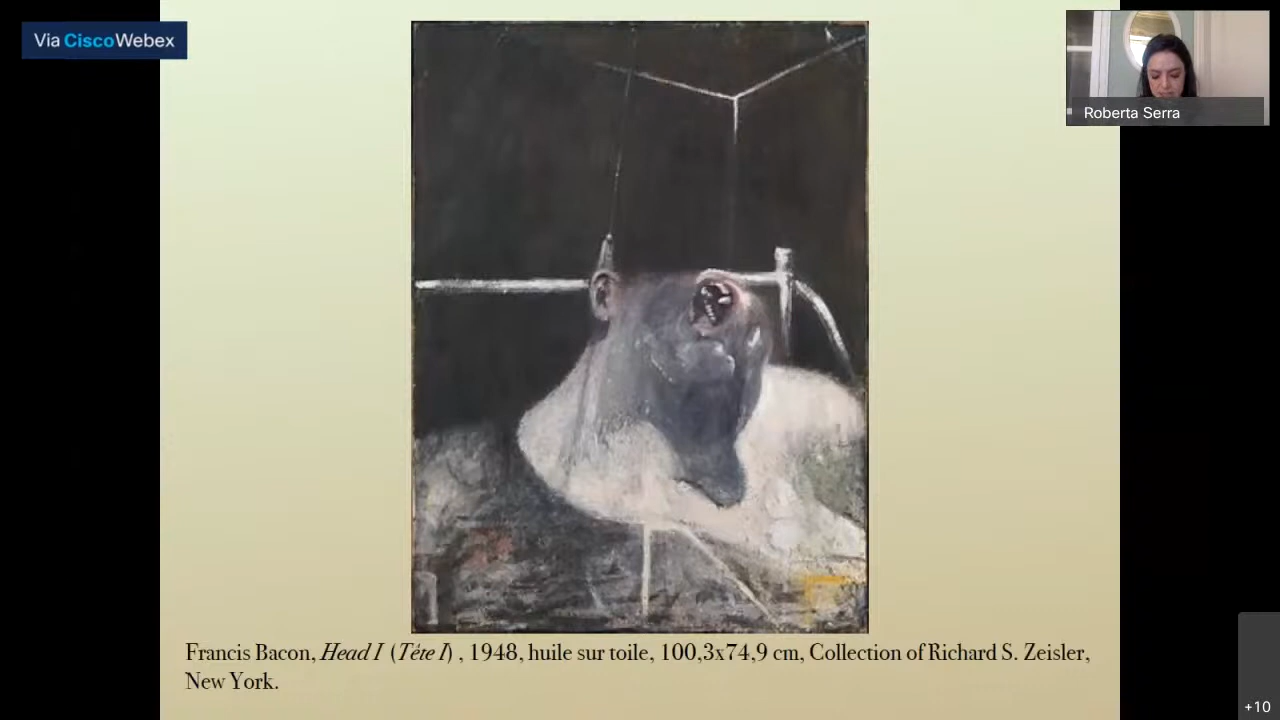 Via CiscoWebex
Roberta Serra
Francis Bacon, Head I (Tête I) , 1948, huile sur toile, 100,3x74,9 cm, Collection of Richard S. Zeisler,
New York.
+10